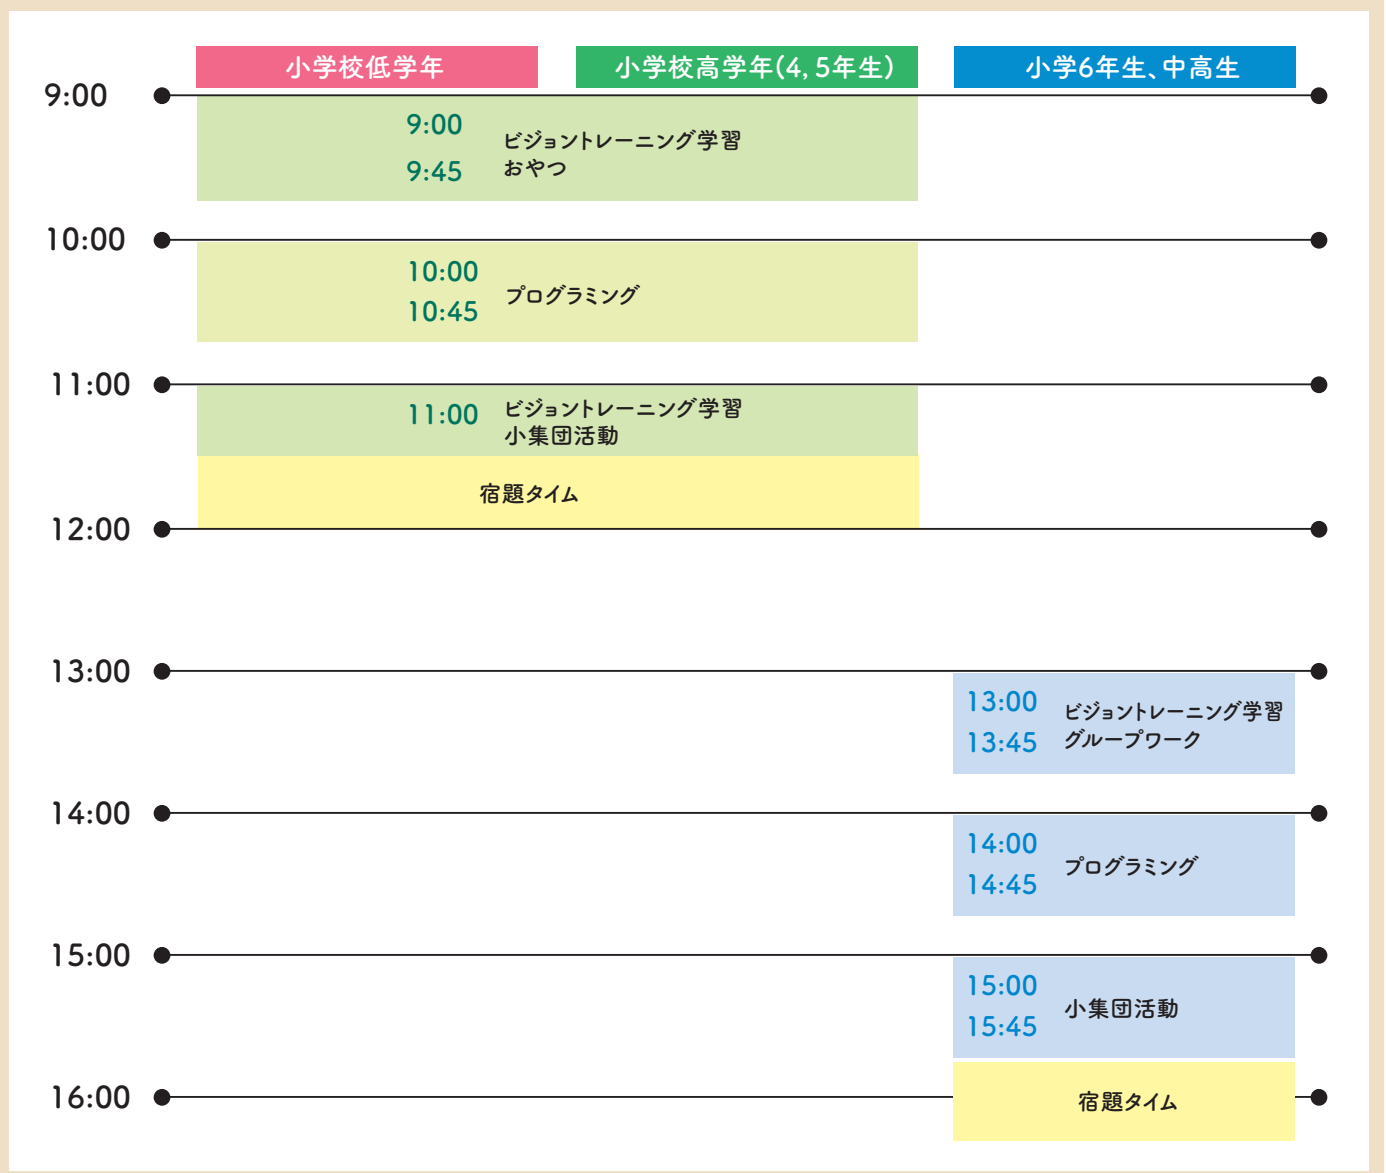 小学校低学年
小学校高学年(4, 5年生)
小学6年生、中高生
9:00
9:00
9:45
ビジョントレーニング学習
おやつ
10:00
10:00
10:45
プログラミング
11:00
11:00
ビジョントレーニング学習
小集団活動
宿題タイム
12:00
13:00
13:00
13:45
ビジョントレーニング学習
グループワーク
14:00
14:00
14:45
プログラミング
15:00
15:00
15:45
小集団活動
16:00
宿題タイム